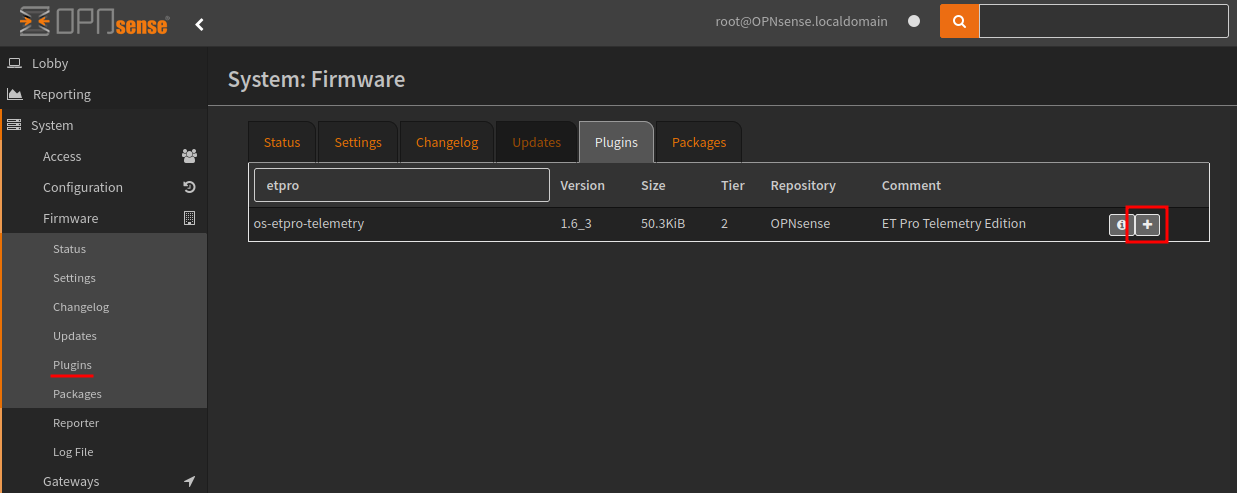 OPNsense root@OPNsense.localdomain
Lobby
Reporting
System
Access
Configuration
Firmware
Status
Settings
Changelog
Updates
Plugins
Packages
Reporter
Log File
Gateways
System: Firmware
Status Settings Changelog Updates Plugins Packages
etpro Version Size Tier Repository Comment
os-etpro-telemetry 1.6_3 50.3KiB 2 OPNsense ET Pro Telemetry Edition